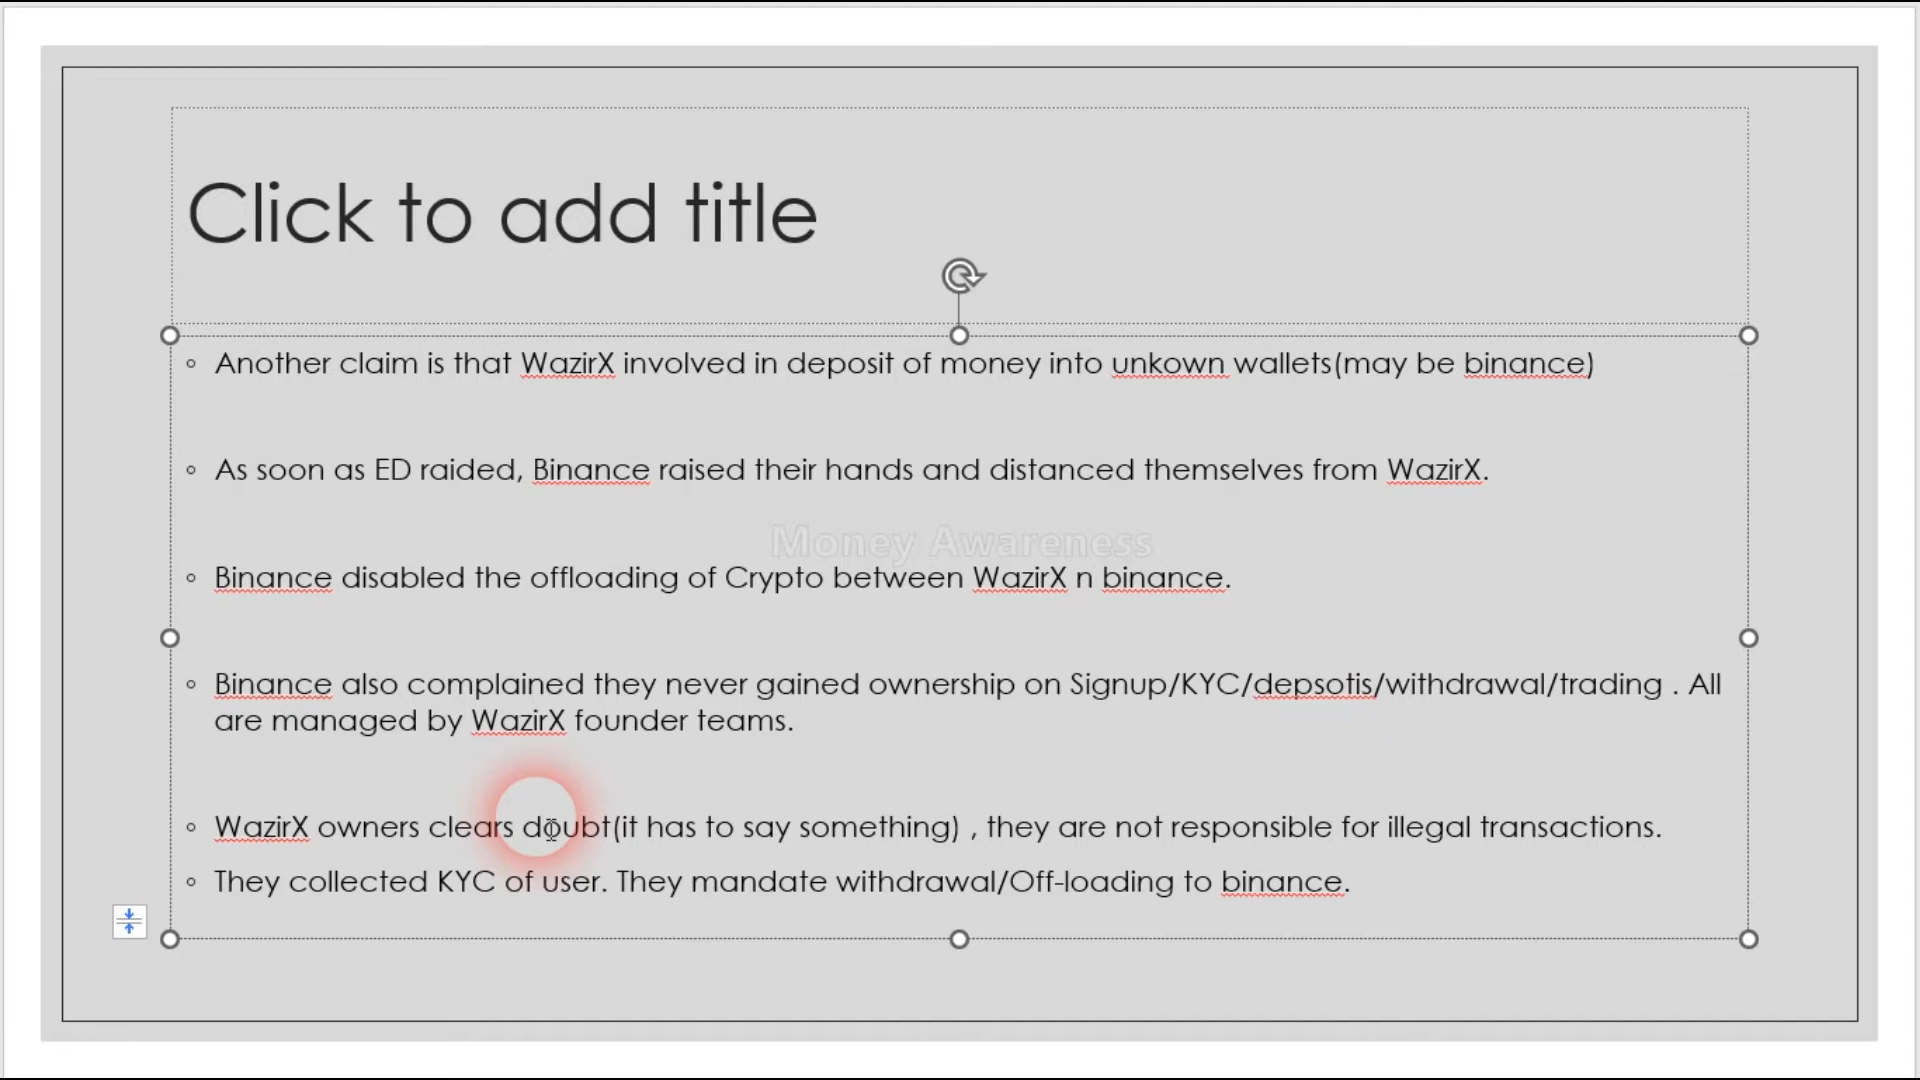 Click to add title
Another claim is that WazirX involved in deposit of money into unkown wallets(may be binance)
As soon as ED raided, Binance raised their hands and distanced themselves from WazirX.
Money Awareness
Binance disabled the offloading of Crypto between WazirX n binance.
Binance also complained they never gained ownership on Signup/KYC/depsotis/withdrawal/trading . All
are managed by WazirX founder teams.
WazirX owners clears doubt(it has to say something) , they are not responsible for illegal transactions.
They collected KYC of user. They mandate withdrawal/Off-loading to binance.